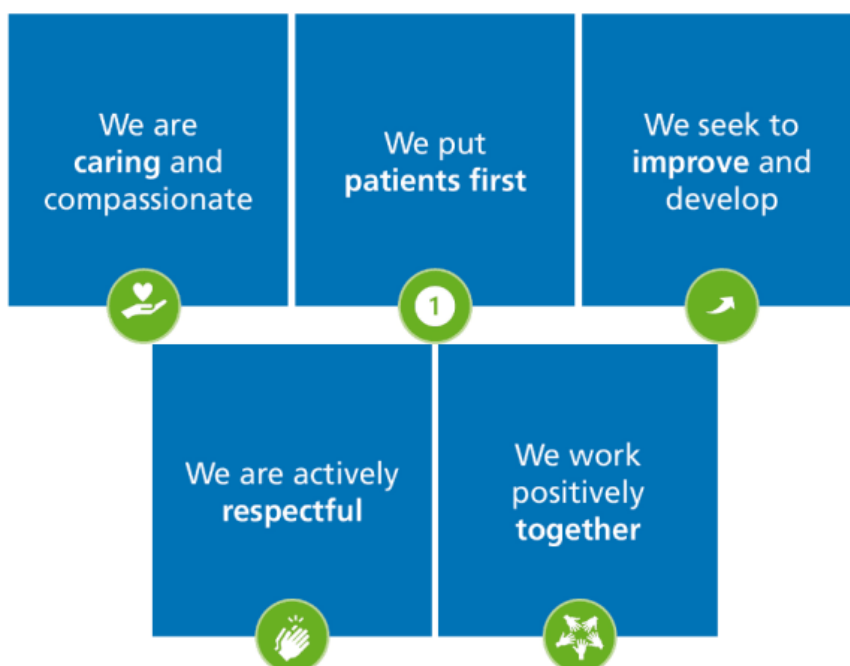 We are
caring and
compassionate
We put
patients first
1
We seek to
improve and
develop
We are actively
respectful
We work
positively
together